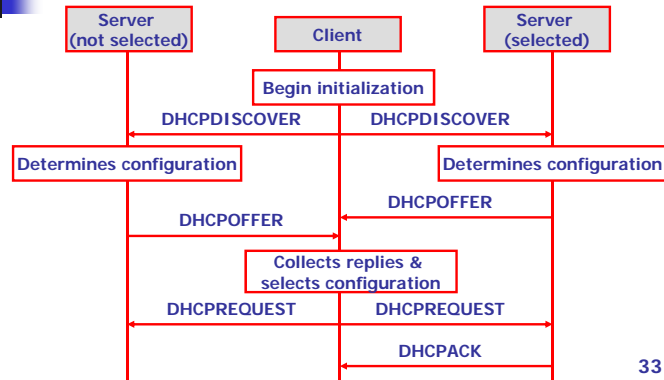 Server
(not selected)
Client
Server
(selected)
Begin initialization
DHCPDISCOVER
DHCPDISCOVER
Determines configuration
Determines configuration
DHCPOFFER
DHCPOFFER
Collects replies &
selects configuration
DHCPREQUEST
DHCPREQUEST
DHCPACK
33